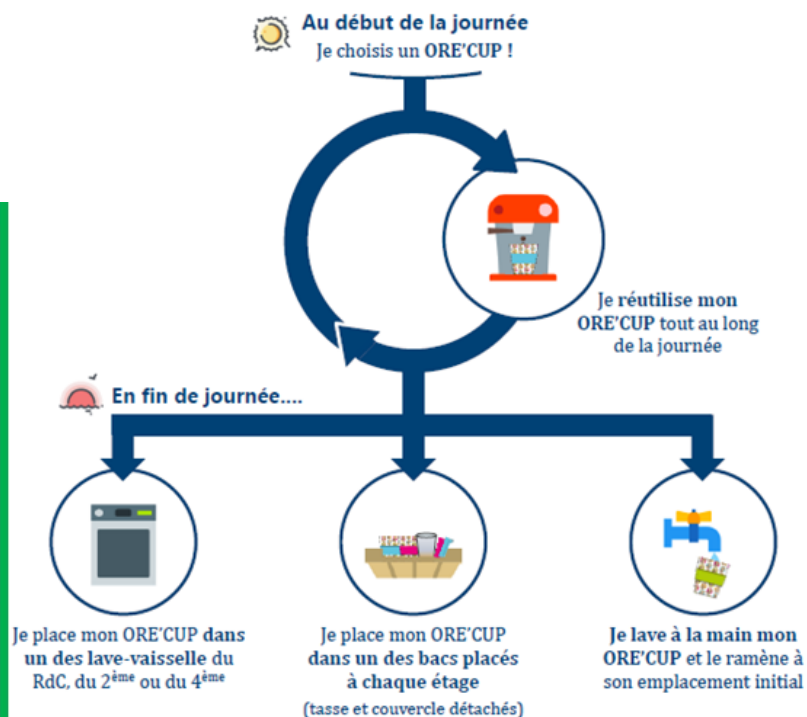 Au début de la journée
Je choisis un ORE'CUP !
Je réutilise mon
ORE'CUP tout au long
de la journée
En fin de journée....
Je place mon ORE'CUP dans
un des lave-vaisselle du
RdC, du 2ème ou du 4ème
Je place mon ORE'CUP
dans un des bacs placés
à chaque étage
(tasse et couvercle détachés)
Je lave à la main mon
ORE'CUP et le ramène à
son emplacement initial